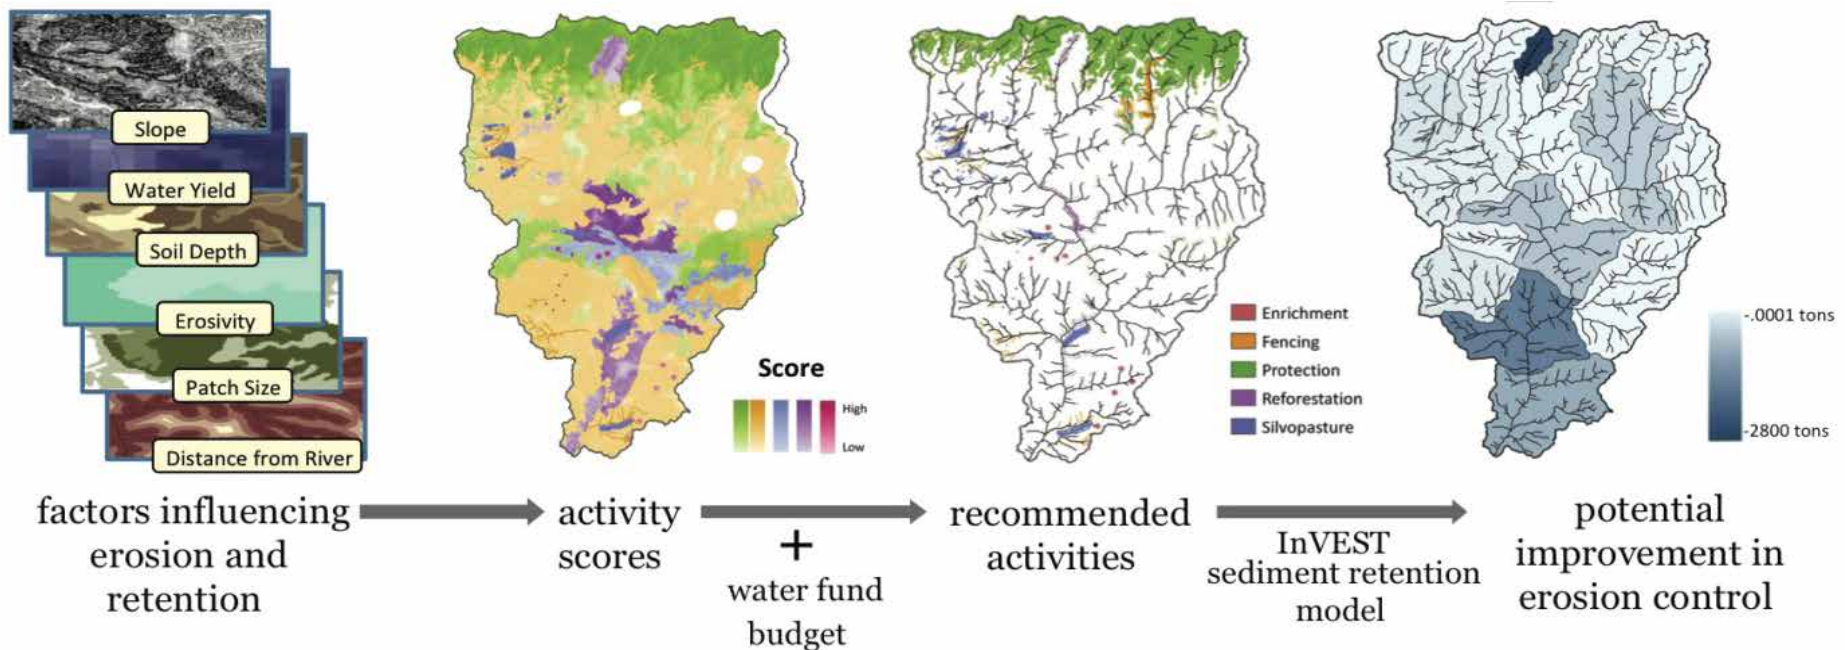 Slope
Water Yield
Soil Depth
Erosivity
Patch Size
Distance from River
Score
High
Low
Enrichment
Fencing
Protection
Reforestation
Silvopasture
-.0001 tons
-2800 tons
factors influencing
erosion and
retention
activity
scores
+
water fund
budget
recommended
activities
InVEST
sediment retention
model
potential
improvement in
erosion control